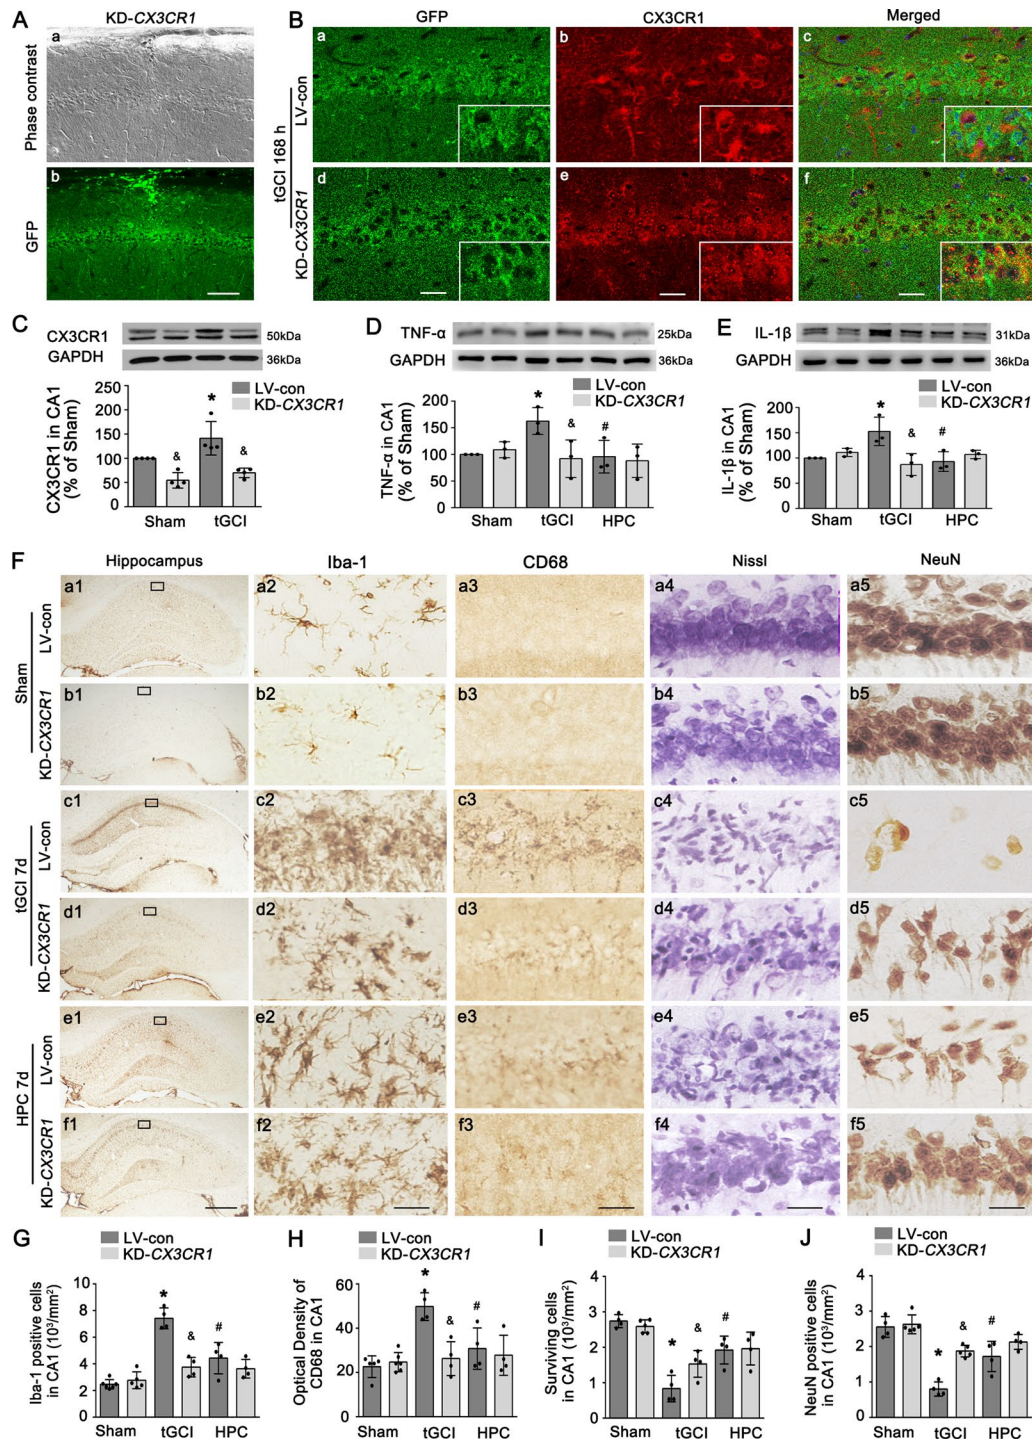 A
KD-CX3CR1
Phase contrast
a
GFP
b
B
GFP
CX3CR1
Merged
tGCI 168 h
LV-con
a
b
c
KD-CX3CR1
d
e
f
C
CX3CR1
50kDa
GAPDH
36kDa
LV-con
KD-CX3CR1
CX3CR1 in CA1
(% of Sham)
250
200
150
100
50
0
&
*
&
Sham
tGCI
D
TNF-α
25kDa
GAPDH
36kDa
LV-con
KD-CX3CR1
TNF-α in CA1
(% of Sham)
200
150
100
50
0
*
&
#
Sham
tGCI
HPC
E
IL-1β
31kDa
GAPDH
36kDa
LV-con
KD-CX3CR1
IL-1β in CA1
(% of Sham)
200
150
100
50
0
*
&
#
Sham
tGCI
HPC
F
Hippocampus
Iba-1
CD68
Nissl
NeuN
Sham
LV-con
a1
a2
a3
a4
a5
KD-CX3CR1
b1
b2
b3
b4
b5
tGCI 7d
LV-con
c1
c2
c3
c4
c5
KD-CX3CR1
d1
d2
d3
d4
d5
HPC 7d
LV-con
e1
e2
e3
e4
e5
KD-CX3CR1
f1
f2
f3
f4
f5
G
LV-con
KD-CX3CR1
Iba-1 positive cells
in CA1 (10³/mm²)
10
8
6
4
2
0
*
&
#
Sham
tGCI
HPC
H
LV-con
KD-CX3CR1
Optical Density of
CD68 in CA1
60
40
20
0
*
&
#
Sham
tGCI
HPC
I
LV-con
KD-CX3CR1
Surviving cells
in CA1 (10³/mm²)
4
3
2
1
0
*
&
#
Sham
tGCI
HPC
J
LV-con
KD-CX3CR1
NeuN positive cells
in CA1 (10³/mm²)
4
3
2
1
0
*
&
#
Sham
tGCI
HPC